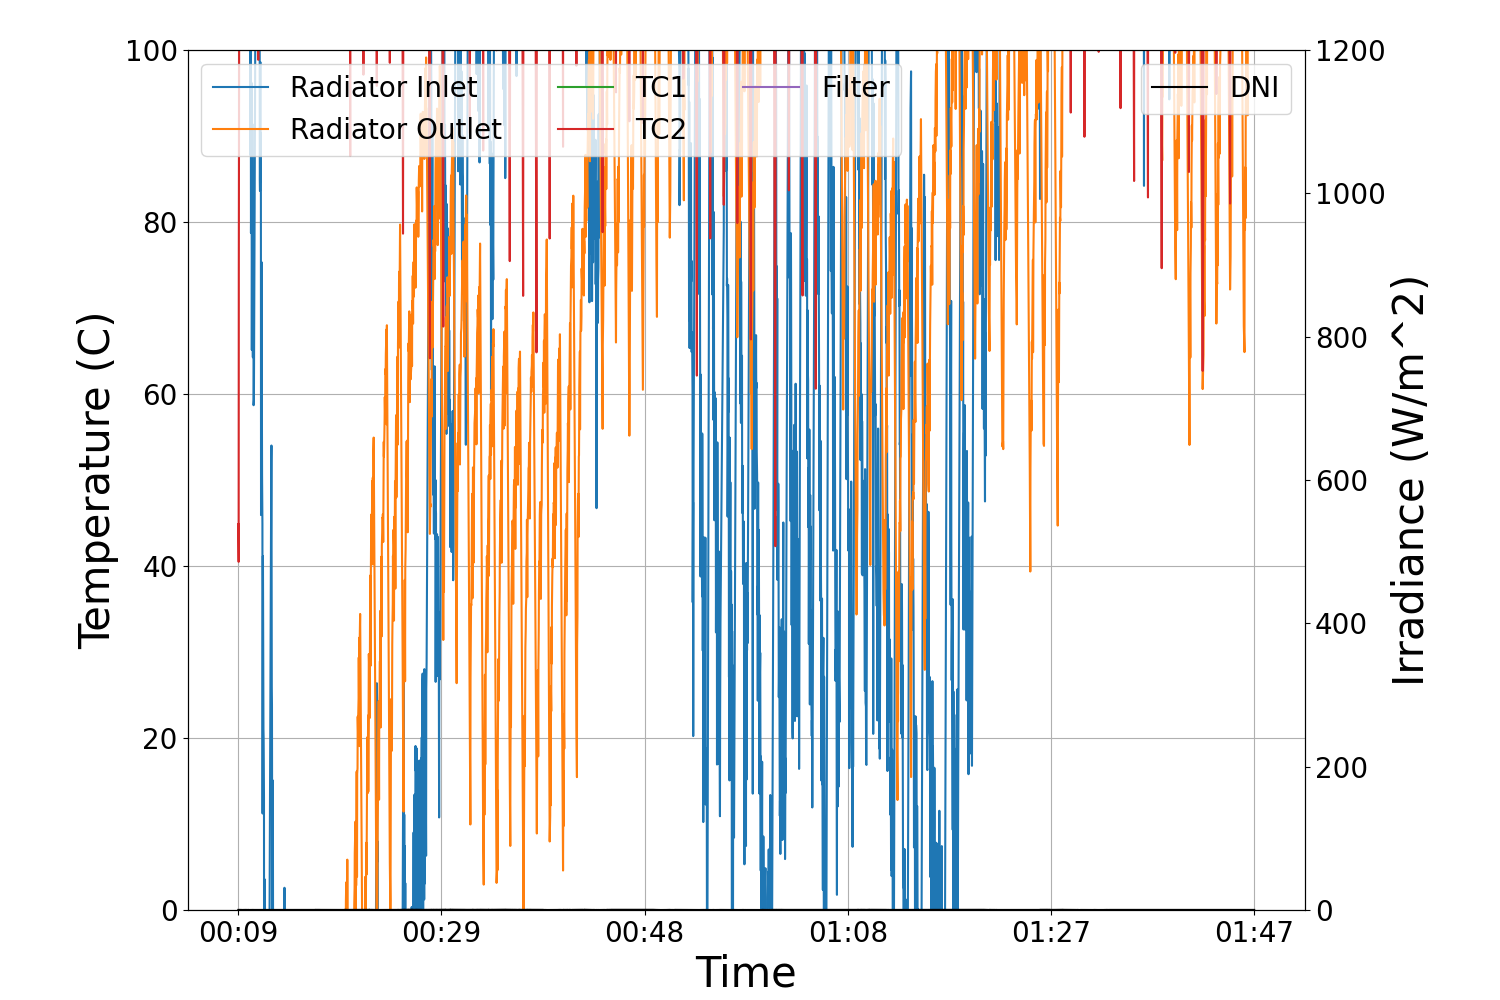 Radiator Inlet
Radiator Outlet
TC1
TC2
Filter
DNI
Temperature (C)
100
80
60
40
20
0
Irradiance (W/m^2)
1200
1000
800
600
400
200
0
00:09 00:29 00:48 01:08 01:27 01:47
Time